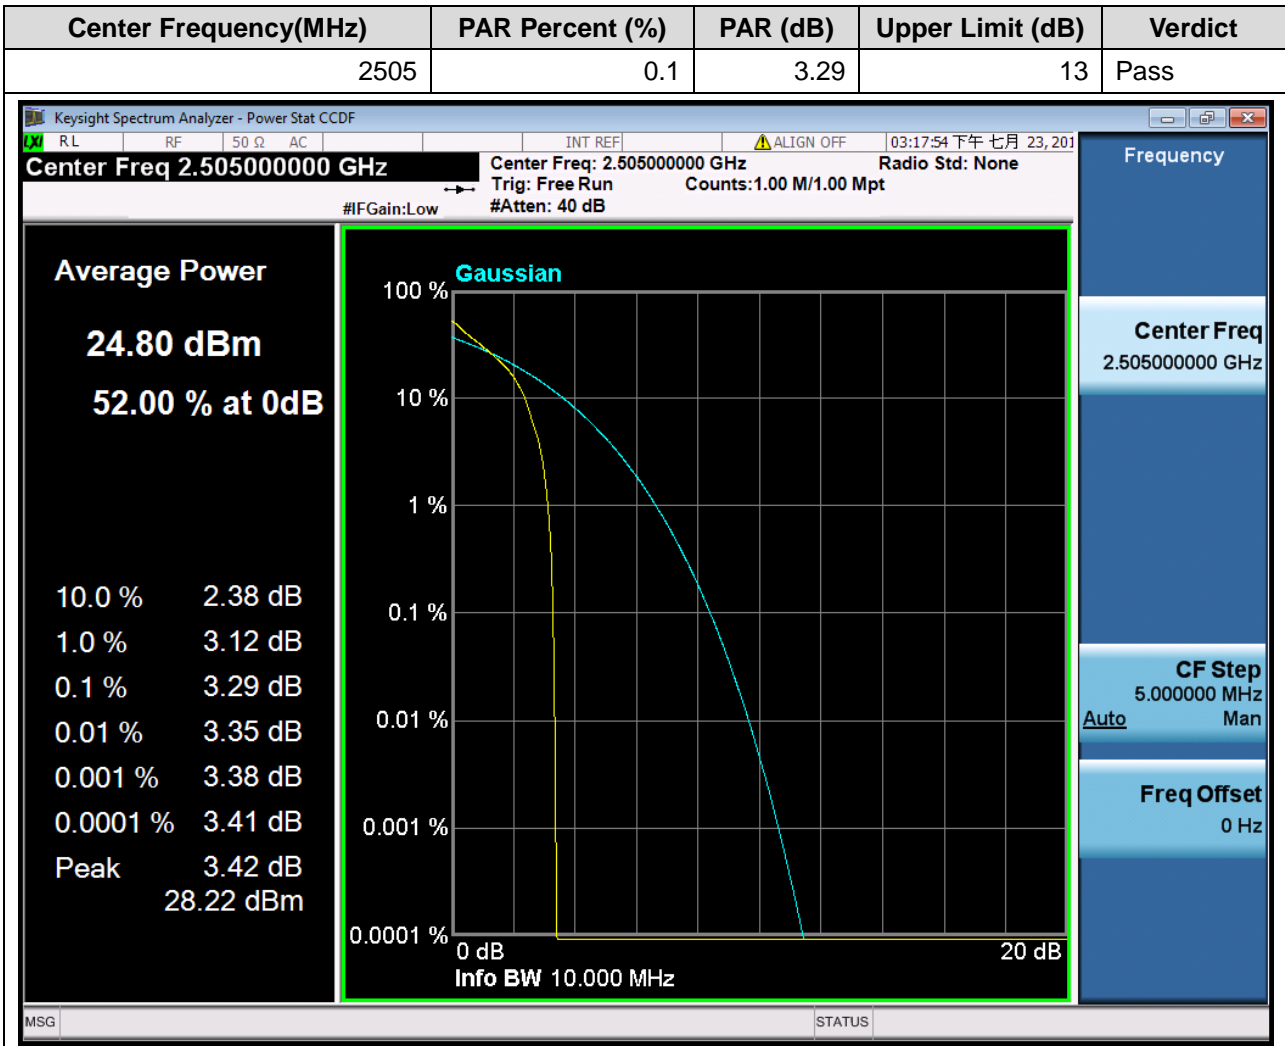 Center Frequency(MHz) PAR Percent (%) PAR (dB) Upper Limit (dB) Verdict
2505 0.1 3.29 13 Pass
Keysight Spectrum Analyzer - Power Stat CCDF
LXI RL RF 50 Ω AC INT REF ALIGN OFF 03:17:54 下午 七月 23, 201
Center Freq 2.505000000 GHz
Center Freq: 2.505000000 GHz Radio Std: None
Trig: Free Run Counts:1.00 M/1.00 Mpt
#IFGain:Low #Atten: 40 dB
Average Power
24.80 dBm
52.00 % at 0dB
10.0 % 2.38 dB
1.0 % 3.12 dB
0.1 % 3.29 dB
0.01 % 3.35 dB
0.001 % 3.38 dB
0.0001 % 3.41 dB
Peak 3.42 dB
28.22 dBm
Gaussian
100 %
10 %
1 %
0.1 %
0.01 %
0.001 %
0.0001 %
0 dB 20 dB
Info BW 10.000 MHz
Frequency
Center Freq
2.505000000 GHz
CF Step
5.000000 MHz
Auto Man
Freq Offset
0 Hz
MSG STATUS